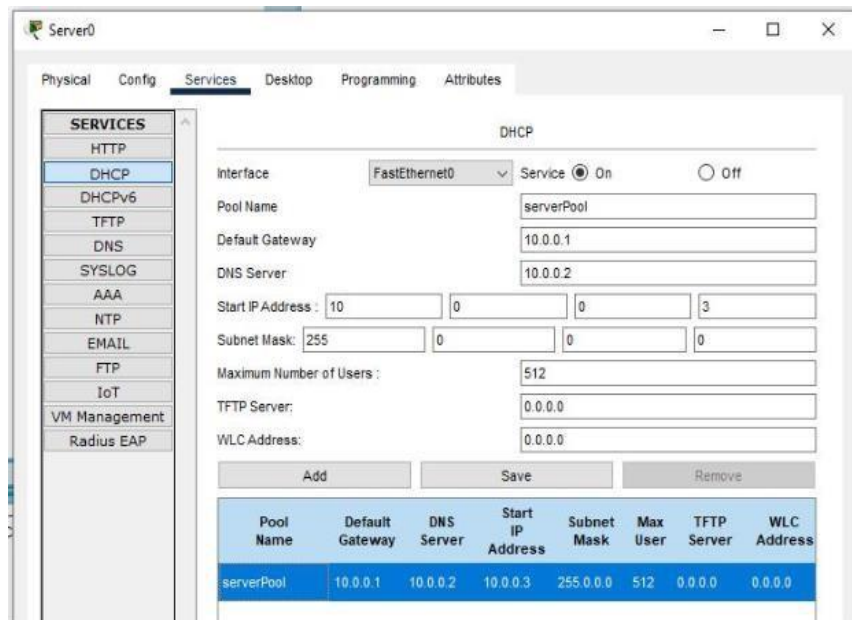 Server0
Physical Config Services Desktop Programming Attributes
SERVICES
HTTP
DHCP
DHCPv6
TFTP
DNS
SYSLOG
AAA
NTP
EMAIL
FTP
IoT
VM Management
Radius EAP
DHCP
Interface FastEthernet0 Service On Off
Pool Name serverPool
Default Gateway 10.0.0.1
DNS Server 10.0.0.2
Start IP Address : 10 0 0 3
Subnet Mask: 255 0 0 0
Maximum Number of Users : 512
TFTP Server: 0.0.0.0
WLC Address: 0.0.0.0
Add Save Remove
Pool Name Default Gateway DNS Server Start IP Address Subnet Mask Max User TFTP Server WLC Address
serverPool 10.0.0.1 10.0.0.2 10.0.0.3 255.0.0.0 512 0.0.0.0 0.0.0.0